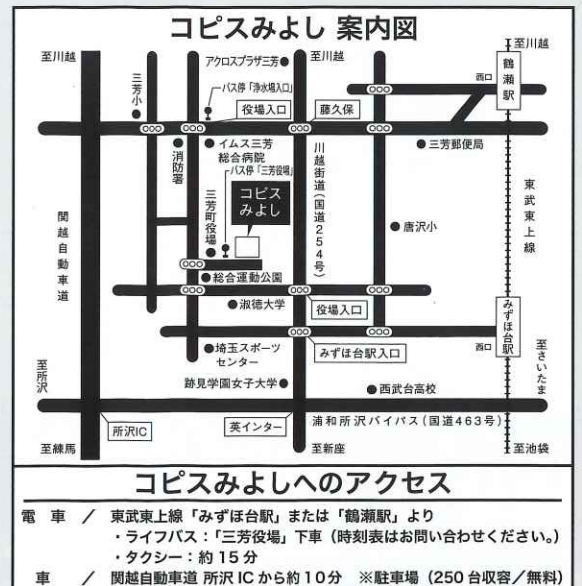 コピスみよし 案内図
至川越
アクロスプラザ三芳
至川越
至川越
三芳小
バス停「浄水場入口」
役場入口
藤久保
西口
鶴瀬駅
消防署
イムス三芳
総合病院
三芳郵便局
バス停「三芳役場」
川越街道(国道254号)
関越自動車道
三芳町役場
コピス
みよし
唐沢小
東武東上線
総合運動公園
淑徳大学
役場入口
みずほ台駅
みずほ台駅入口
西口
埼玉スポーツ
センター
至所沢
至さいたま
跡見学園女子大学
西武台高校
所沢IC
英インター
浦和所沢バイパス(国道463号)
至練馬
至新座
至池袋
コピスみよしへのアクセス
電 車 / 東武東上線「みずほ台駅」または「鶴瀬駅」より
・ライフバス:「三芳役場」下車(時刻表はお問い合わせください。)
・タクシー:約15分
車 / 関越自動車道 所沢ICから約10分 ※駐車場(250台収容/無料)